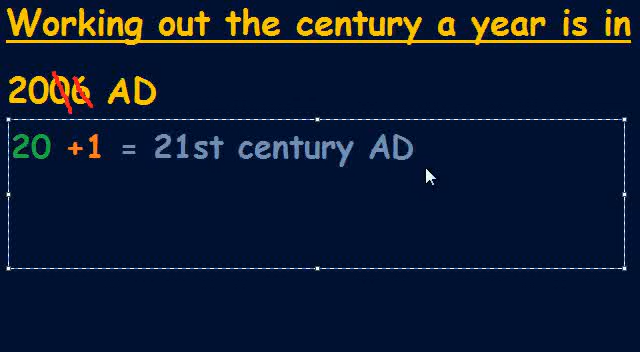 Working out the century a year is in
2006 AD
20 +1 = 21st century AD